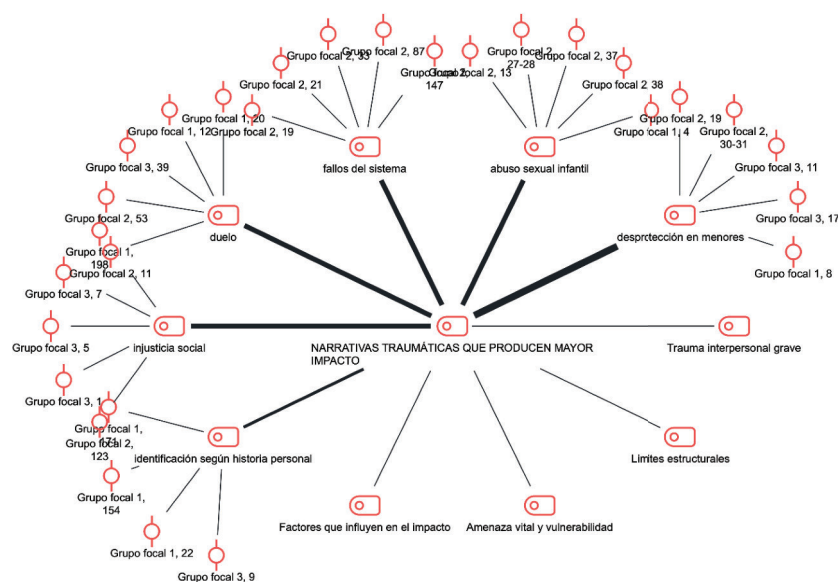 Grupo focal 2, 33
Grupo focal 2, 87
Grupo focal 2,
27-28
Grupo focal 2, 37
Grupo focal 2, 21
Grupo focal 2,
147
Grupo focal 2, 13
Grupo focal 2 38
Grupo focal 1, 20
Grupo focal 1, 12
Grupo focal 2, 19
Grupo focal 2, 19
Grupo focal 1, 4
Grupo focal 2,
30-31
Grupo focal 3, 39
fallos del sistema
abuso sexual infantil
Grupo focal 3, 11
Grupo focal 2, 53
Grupo focal 3, 17
duelo
desprotección en menores
Grupo focal 1,
198
Grupo focal 2, 11
Grupo focal 1, 8
Grupo focal 3, 7
Grupo focal 3, 5
injusticia social
NARRATIVAS TRAUMÁTICAS QUE PRODUCEN MAYOR
IMPACTO
Trauma interpersonal grave
Grupo focal 3, 1
Grupo focal 1,
171
Grupo focal 2,
123
identificación según historia personal
Limites estructurales
Grupo focal 1,
154
Factores que influyen en el impacto
Amenaza vital y vulnerabilidad
Grupo focal 1, 22
Grupo focal 3, 9